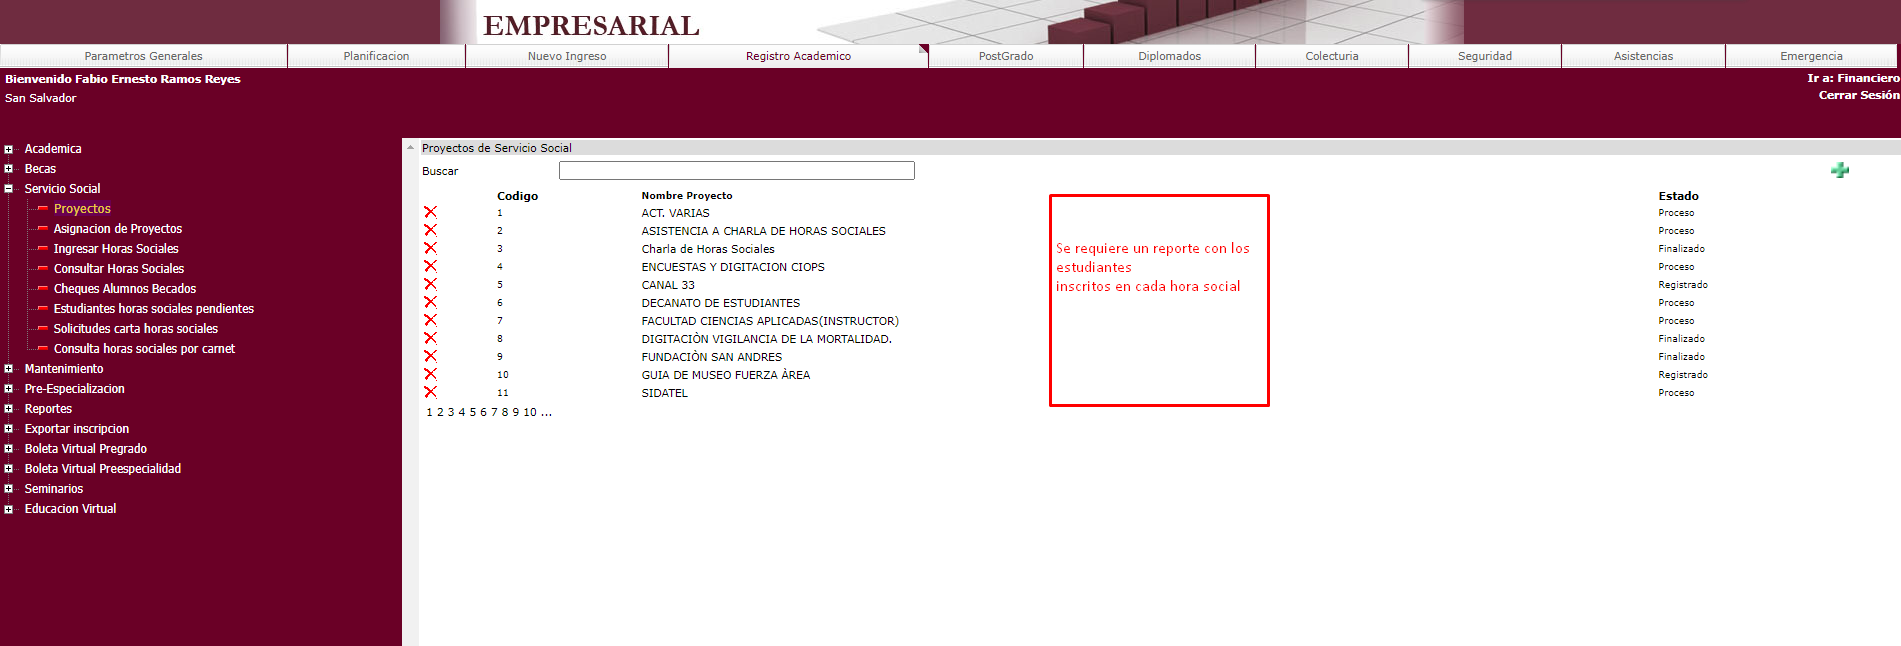 EMPRESARIAL
Parametros Generales
Planificacion
Nuevo Ingreso
Registro Academico
PostGrado
Diplomados
Colecturia
Seguridad
Asistencias
Emergencia
Bienvenido Fabio Ernesto Ramos Reyes
San Salvador
Ir a: Financiero
Cerrar Sesión
Academica
Becas
Servicio Social
Proyectos
Asignacion de Proyectos
Ingresar Horas Sociales
Consultar Horas Sociales
Cheques Alumnos Becados
Estudiantes horas sociales pendientes
Solicitudes carta horas sociales
Consulta horas sociales por carnet
Mantenimiento
Pre-Especializacion
Reportes
Exportar inscripcion
Boleta Virtual Pregrado
Boleta Virtual Preespecialidad
Seminarios
Educacion Virtual
Proyectos de Servicio Social
Buscar
Codigo Nombre Proyecto Estado
1 ACT. VARIAS Proceso
2 ASISTENCIA A CHARLA DE HORAS SOCIALES Proceso
3 Charla de Horas Sociales Finalizado
4 ENCUESTAS Y DIGITACION CIOPS Proceso
5 CANAL 33 Registrado
6 DECANATO DE ESTUDIANTES Proceso
7 FACULTAD CIENCIAS APLICADAS(INSTRUCTOR) Proceso
8 DIGITACIÒN VIGILANCIA DE LA MORTALIDAD. Finalizado
9 FUNDACIÒN SAN ANDRES Finalizado
10 GUIA DE MUSEO FUERZA ÀREA Registrado
11 SIDATEL Proceso
1 2 3 4 5 6 7 8 9 10 ...
Se requiere un reporte con los
estudiantes
inscritos en cada hora social